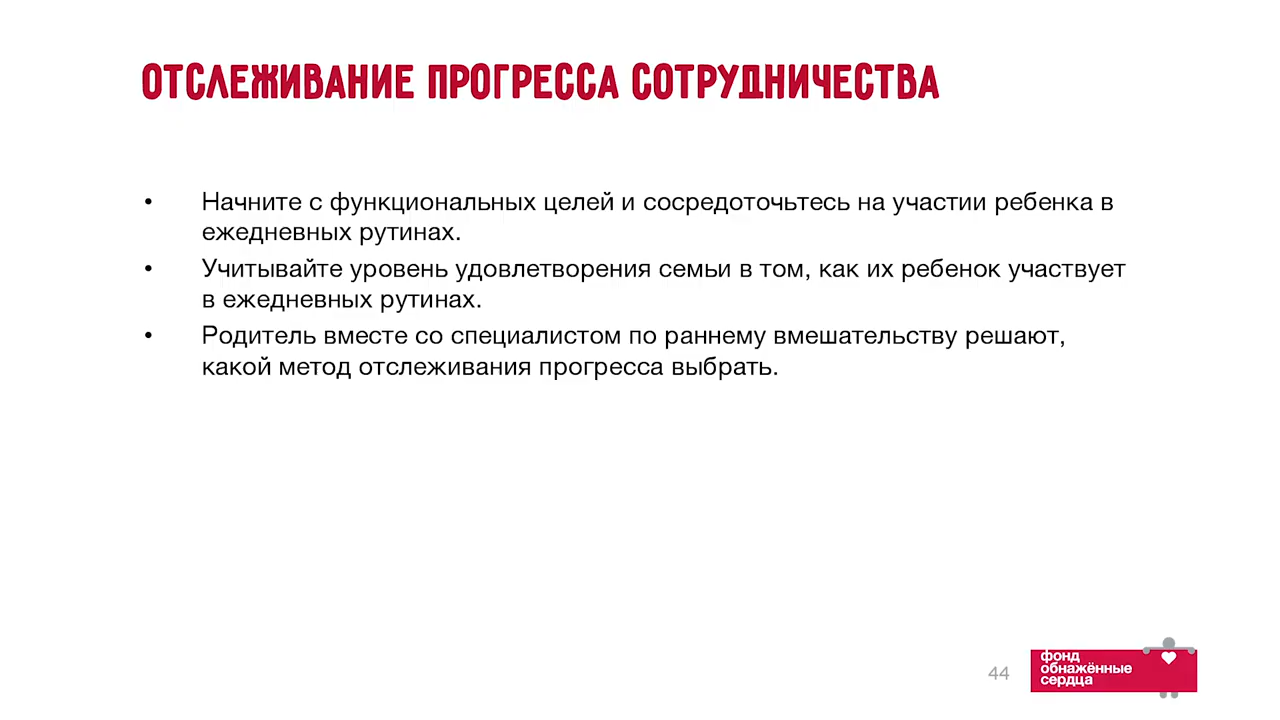 ОТСЛЕЖИВАНИЕ ПРОГРЕССА СОТРУДНИЧЕСТВА
• Начните с функциональных целей и сосредоточьтесь на участии ребенка в
ежедневных рутинах.
• Учитывайте уровень удовлетворения семьи в том, как их ребенок участвует
в ежедневных рутинах.
• Родитель вместе со специалистом по раннему вмешательству решают,
какой метод отслеживания прогресса выбрать.
44
фонд
обнажённые
сердца